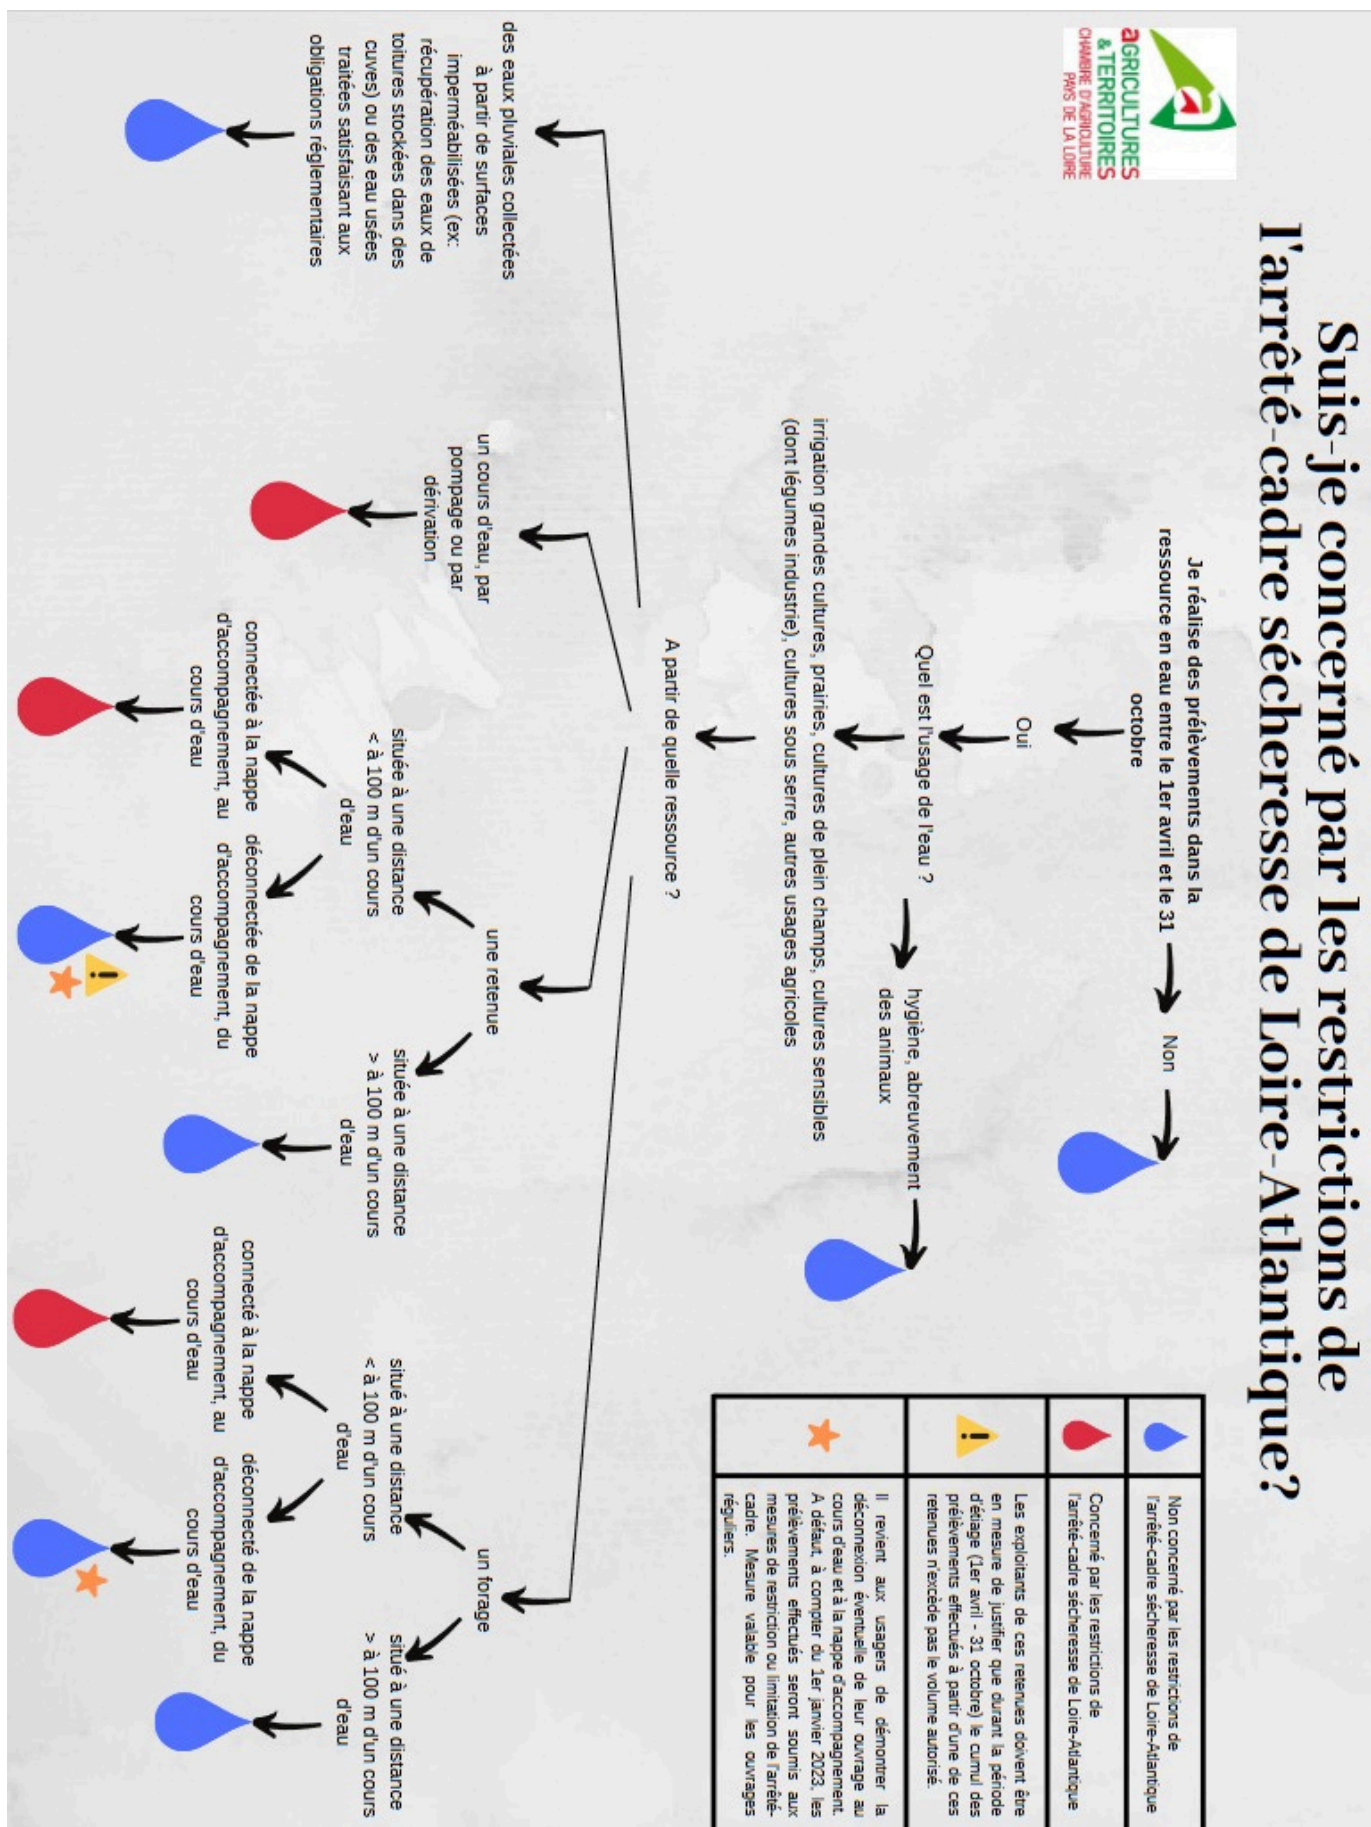 Suis-je concerné par les restrictions de
l'arrêté-cadre sécheresse de Loire-Atlantique?
aGRICULTURES
& TERRITOIRES
CHAMBRE D'AGRICULTURE
PAYS DE LA LOIRE
Je réalise des prélèvements dans la
ressource en eau entre le 1er avril et le 31
octobre
Non
Oui
Quel est l'usage de l'eau ?
hygiène, abreuvement
des animaux
irrigation grandes cultures, prairies, cultures de plein champs, cultures sensibles
(dont légumes industrie), cultures sous serre, autres usages agricoles
Non concerné par les restrictions de
l'arrêté-cadre sécheresse de Loire-Atlantique
Concerné par les restrictions de
l'arrêté-cadre sécheresse de Loire-Atlantique
Les exploitants de ces retenues doivent être
en mesure de justifier que durant la période
d'étiage (1er avril - 31 octobre) le cumul des
prélèvements effectués à partir d'une de ces
retenues n'excède pas le volume autorisé.
Il revient aux usagers de démontrer la
déconnexion éventuelle de leur ouvrage au
cours d'eau et à la nappe d'accompagnement.
A défaut, à compter du 1er janvier 2023, les
prélèvements effectués seront soumis aux
mesures de restriction ou limitation de l'arrêté-
cadre. Mesure valable pour les ouvrages
réguliers.
A partir de quelle ressource ?
des eaux pluviales collectées
à partir de surfaces
imperméabilisées (ex:
récupération des eaux de
toitures stockées dans des
cuves) ou des eau usées
traitées satisfaisant aux
obligations réglementaires
un cours d'eau, par
pompage ou par
dérivation
une retenue
située à une distance
< à 100 m d'un cours
d'eau
connectée à la nappe
d'accompagnement, au
cours d'eau
déconnectée de la nappe
d'accompagnement, du
cours d'eau
située à une distance
> à 100 m d'un cours
d'eau
un forage
situé à une distance
< à 100 m d'un cours
d'eau
connecté à la nappe
d'accompagnement, au
cours d'eau
déconnecté de la nappe
d'accompagnement, du
cours d'eau
situé à une distance
> à 100 m d'un cours
d'eau